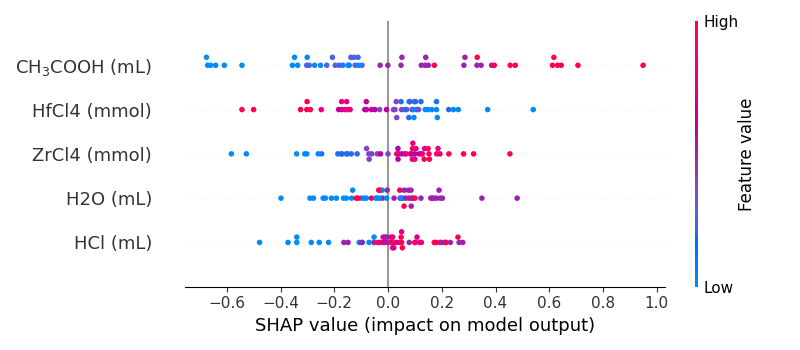 High
CH₃COOH (mL)
HfCl4 (mmol)
ZrCl4 (mmol)
H2O (mL)
HCl (mL)
Feature value
Low
−0.6 −0.4 −0.2 0.0 0.2 0.4 0.6 0.8 1.0
SHAP value (impact on model output)